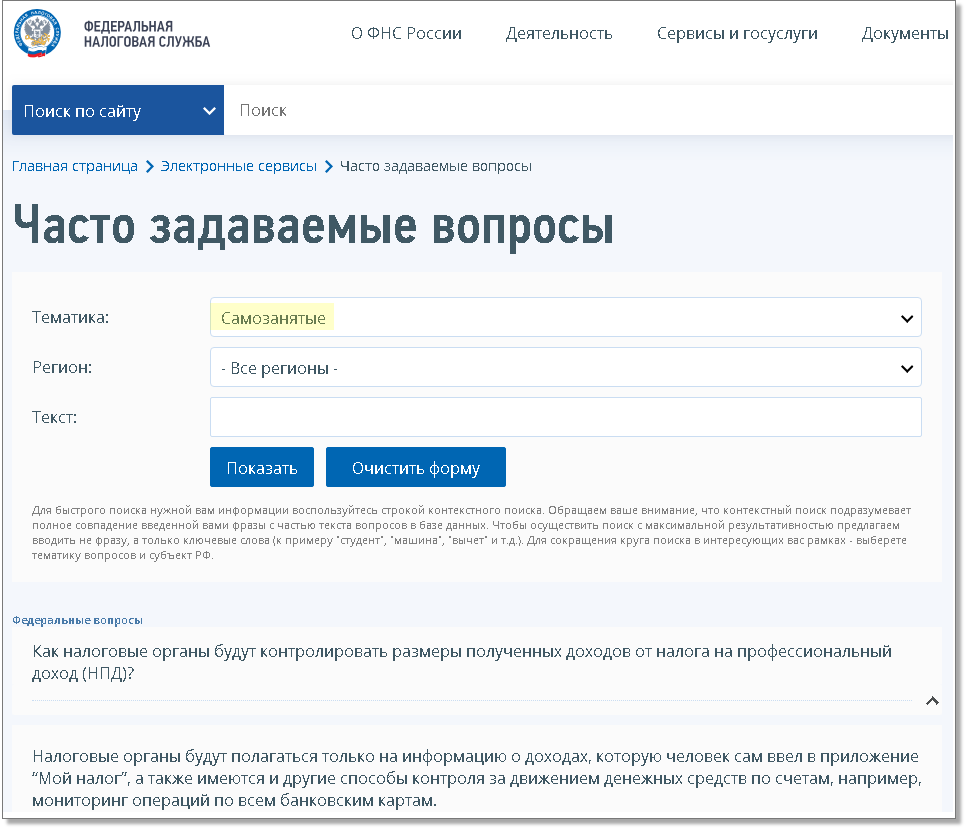 ФЕДЕРАЛЬНАЯ
НАЛОГОВАЯ СЛУЖБА
О ФНС России
Деятельность
Сервисы и госуслуги
Документы
Поиск по сайту
Поиск
Главная страница
Электронные сервисы
Часто задаваемые вопросы
Часто задаваемые вопросы
Тематика:
Самозанятые
Регион:
- Все регионы -
Текст:
Показать
Очистить форму
Для быстрого поиска нужной вам информации воспользуйтесь строкой контекстного поиска. Обращаем ваше внимание, что контекстный поиск подразумевает
полное совпадение введенной вами фразы с частью текста вопросов в базе данных. Чтобы осуществить поиск с максимальной результативностью предлагаем
вводить не фразу, а только ключевые слова (к примеру "студент", "машина", "вычет" и т.д.). Для сокращения круга поиска в интересующих вас рамках - выберете
тематику вопросов и субъект РФ.
Федеральные вопросы
Как налоговые органы будут контролировать размеры полученных доходов от налога на профессиональный
доход (НПД)?
Налоговые органы будут полагаться только на информацию о доходах, которую человек сам ввел в приложение
“Мой налог”, а также имеются и другие способы контроля за движением денежных средств по счетам, например,
мониторинг операций по всем банковским картам.